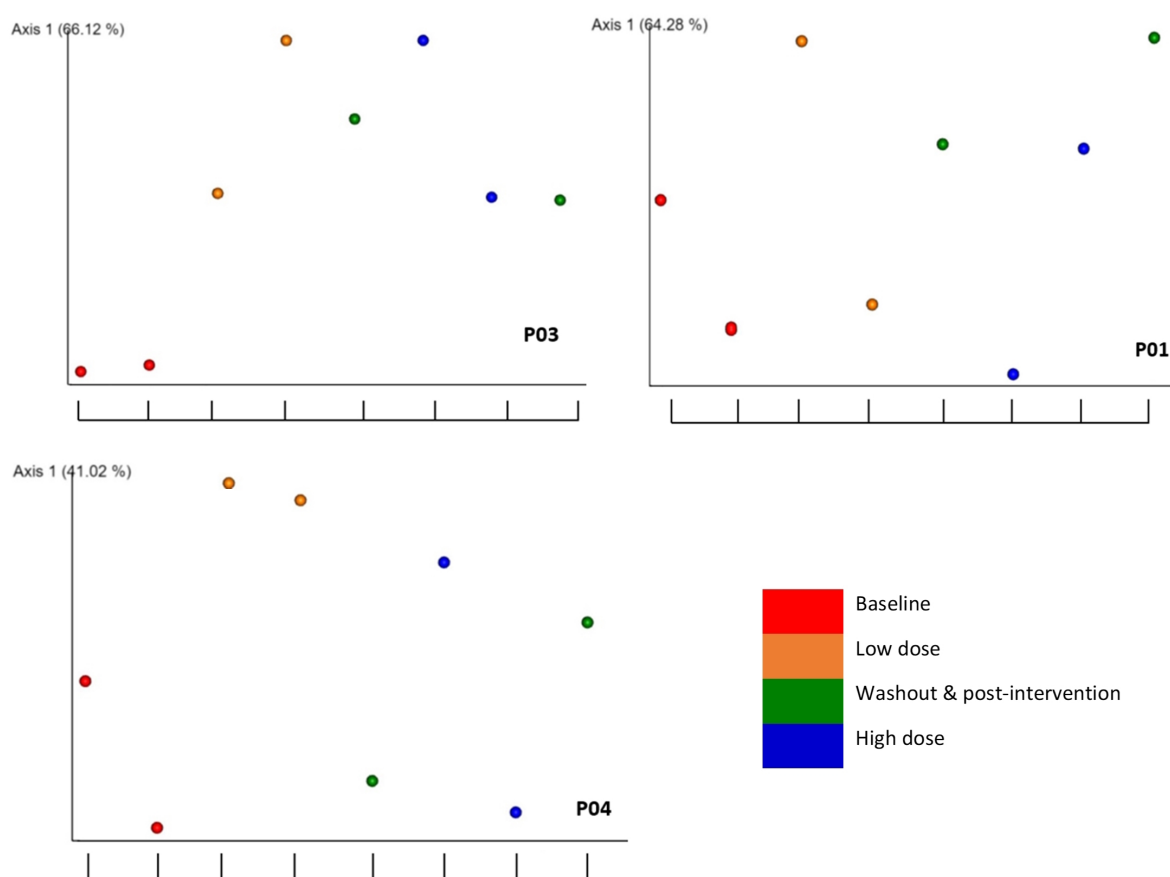 Axis 1 (66.12 %)
P03
Axis 1 (64.28 %)
P01
Axis 1 (41.02 %)
P04
Baseline
Low dose
Washout & post-intervention
High dose